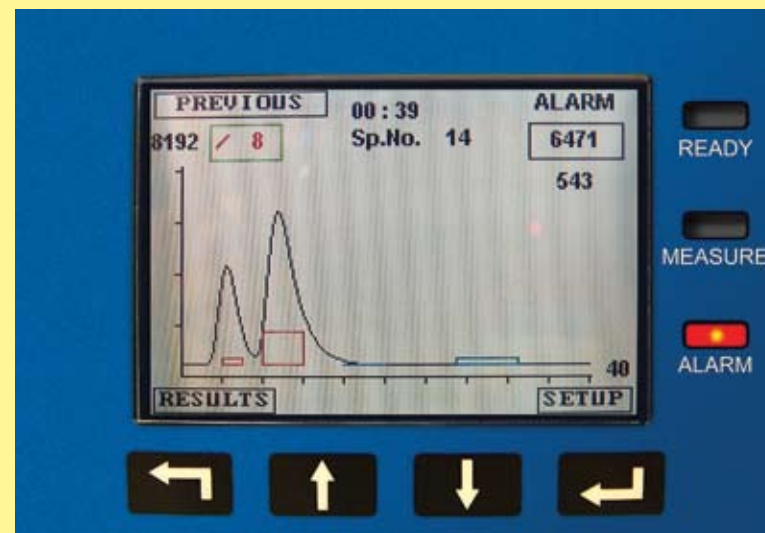 PREVIOUS
00 : 39
ALARM
8192 / 8
Sp.No. 14
6471
543
READY
MEASURE
ALARM
40
RESULTS
SETUP